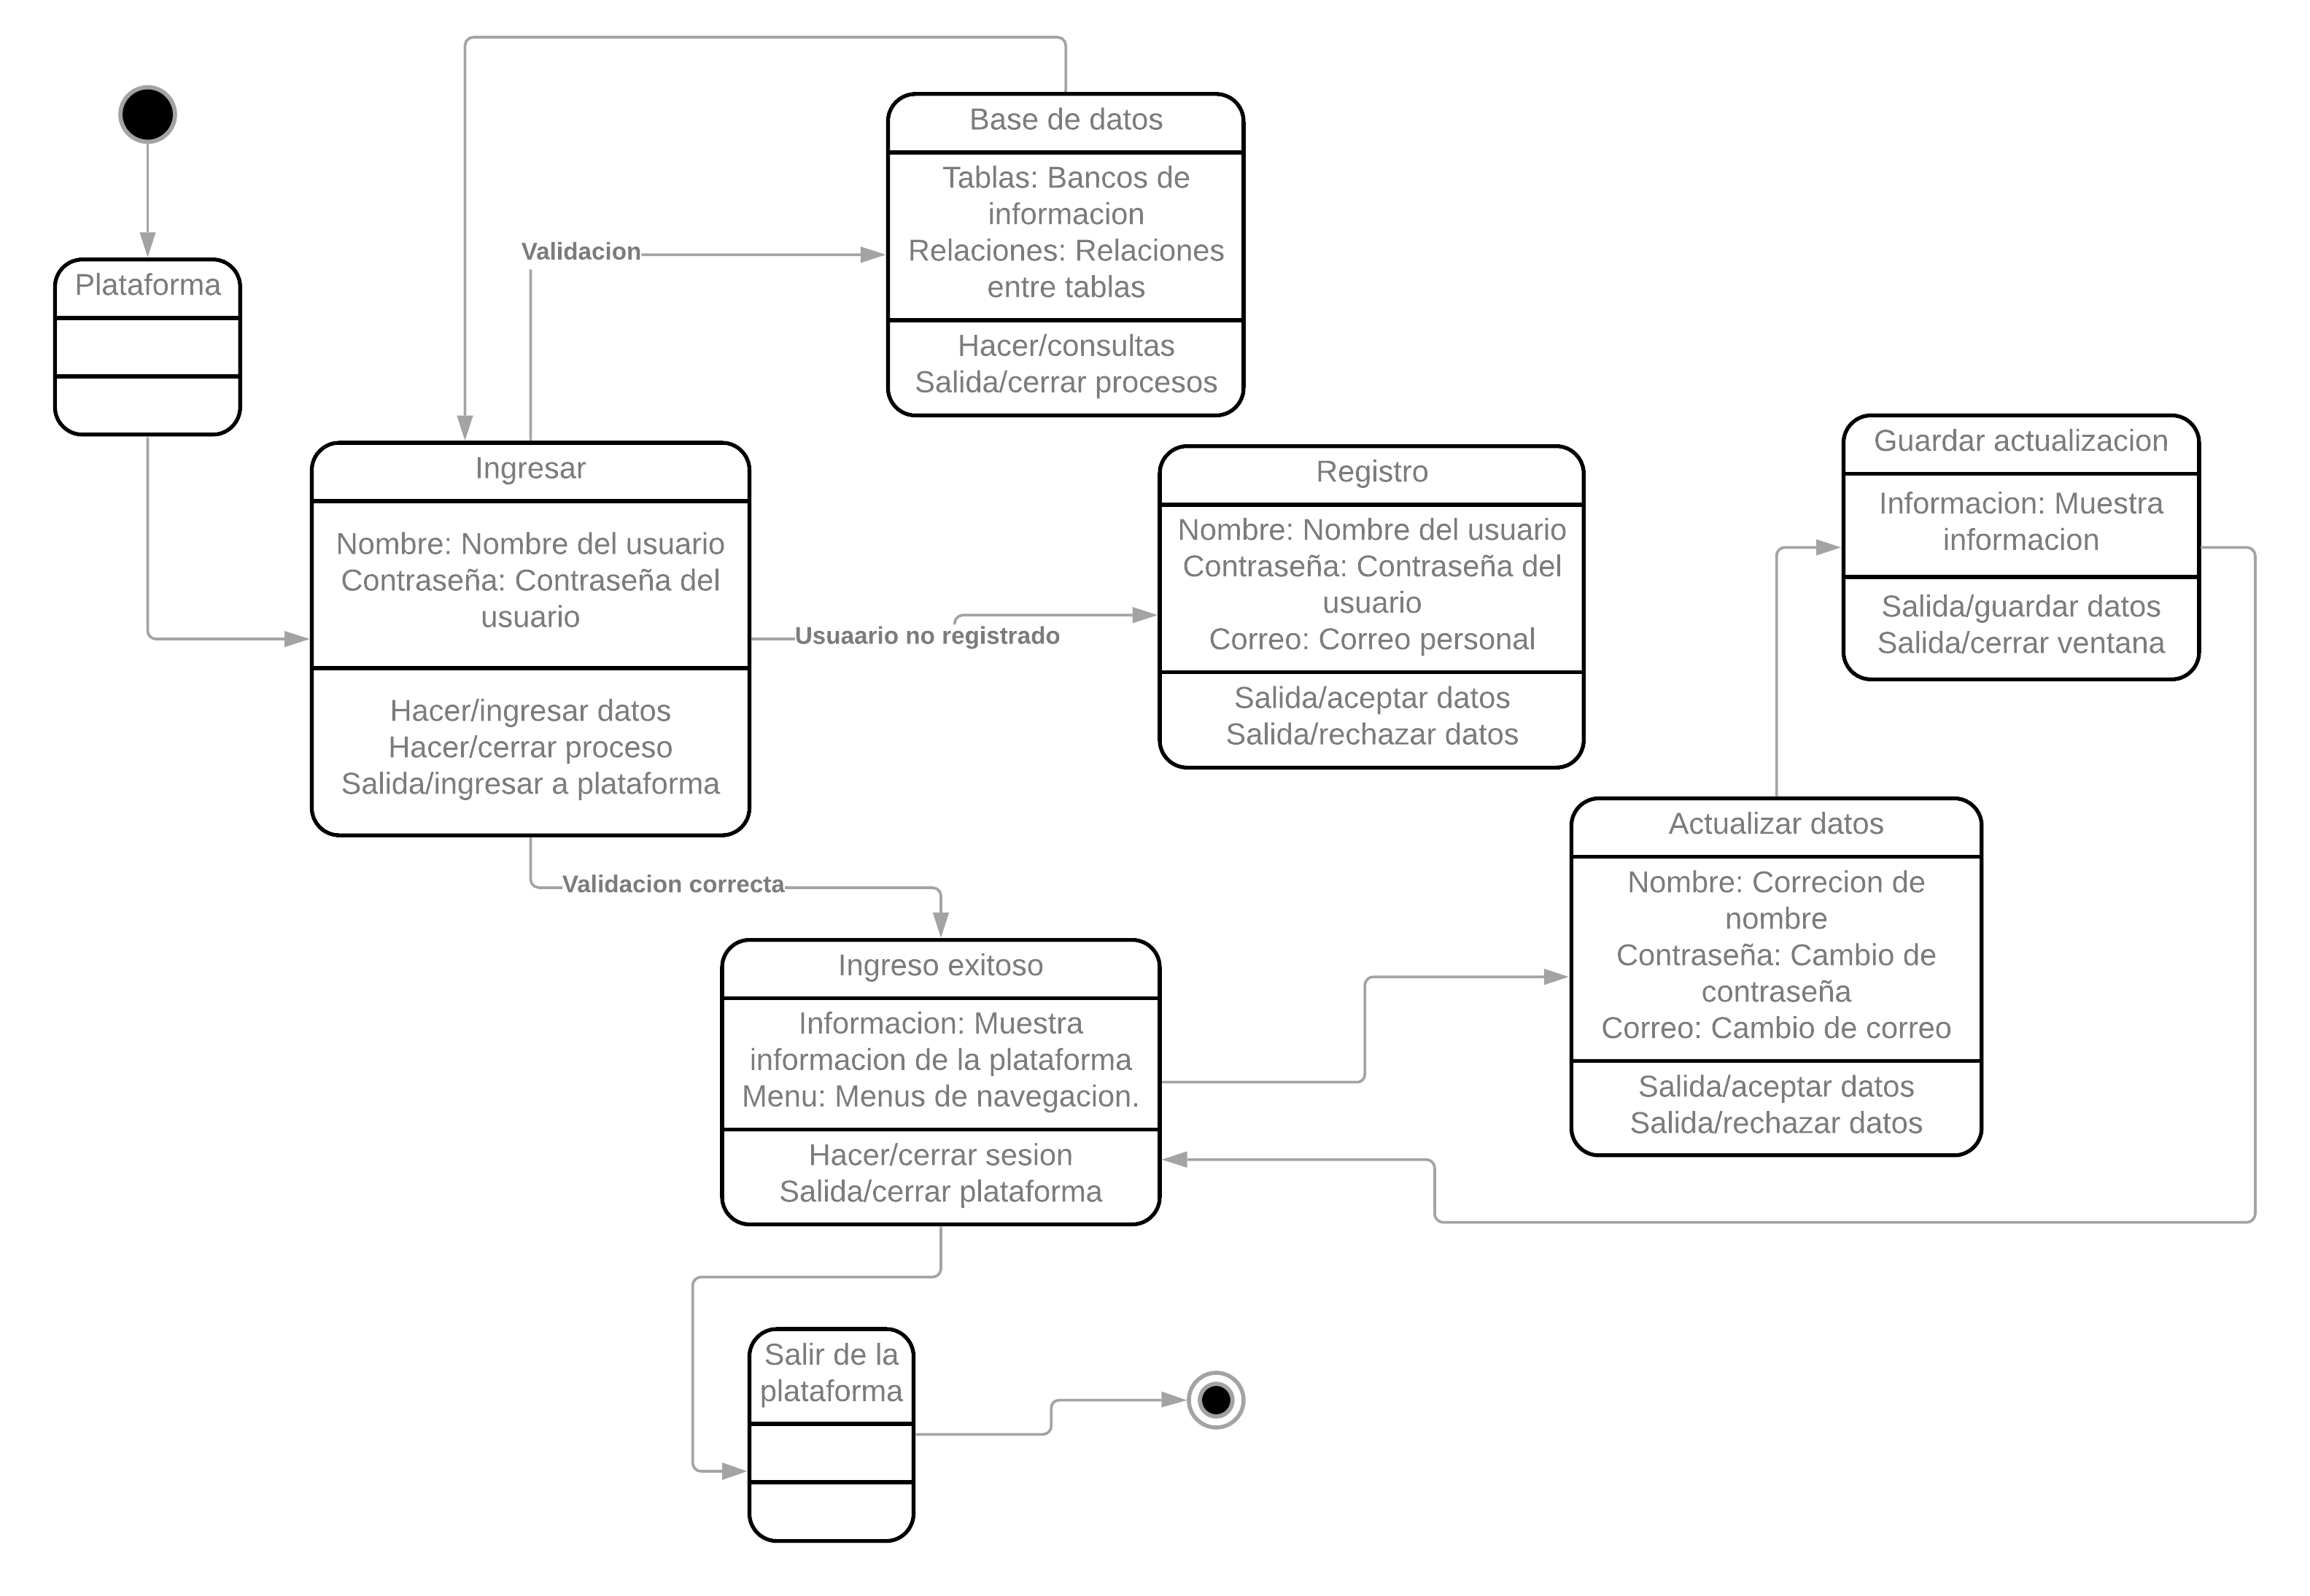 Base de datos
Tablas: Bancos de
informacion
Relaciones: Relaciones
entre tablas
Hacer/consultas
Salida/cerrar procesos
Validacion
Plataforma
Ingresar
Nombre: Nombre del usuario
Contraseña: Contraseña del
usuario
Hacer/ingresar datos
Hacer/cerrar proceso
Salida/ingresar a plataforma
Usuaario no registrado
Registro
Nombre: Nombre del usuario
Contraseña: Contraseña del
usuario
Correo: Correo personal
Salida/aceptar datos
Salida/rechazar datos
Guardar actualizacion
Informacion: Muestra
informacion
Salida/guardar datos
Salida/cerrar ventana
Actualizar datos
Nombre: Correcion de
nombre
Contraseña: Cambio de
contraseña
Correo: Cambio de correo
Salida/aceptar datos
Salida/rechazar datos
Validacion correcta
Ingreso exitoso
Informacion: Muestra
informacion de la plataforma
Menu: Menus de navegacion.
Hacer/cerrar sesion
Salida/cerrar plataforma
Salir de la
plataforma